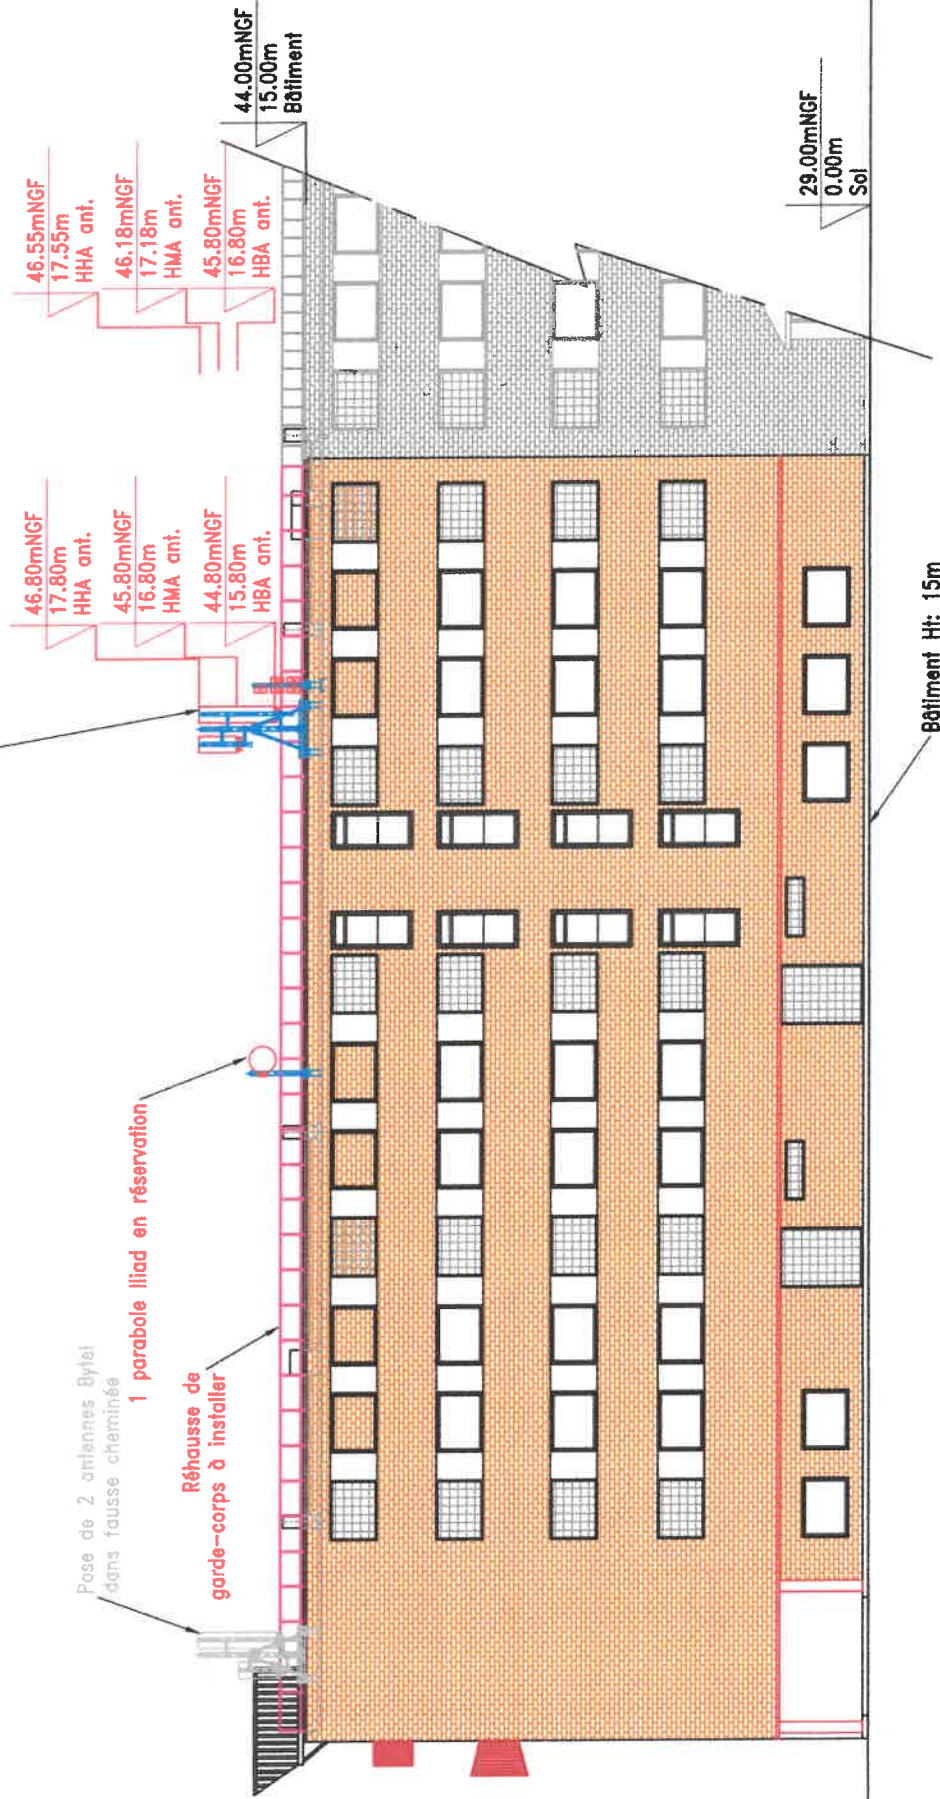 Pose de 2 antennes Bytel
dans fausse cheminée
1 parabole Iliad en réservation
Réhausse de
garde-corps à installer
46.80mNGF
17.80m
HHA ant.
45.80mNGF
16.80m
HMA ant.
44.80mNGF
15.80m
HBA ant.
46.55mNGF
17.55m
HHA ant.
46.18mNGF
17.18m
HMA ant.
45.80mNGF
16.80m
HBA ant.
44.00mNGF
15.00m
Bâtiment
29.00mNGF
0.00m
Sol
Bâtiment Ht: 15m